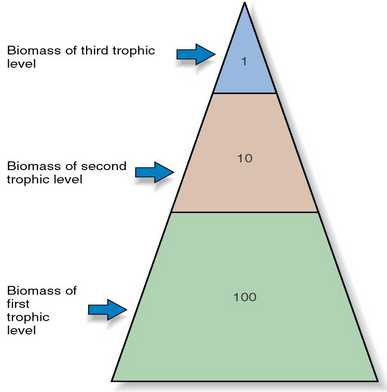 Biomass of third trophic
level
1
Biomass of second
trophic level
10
Biomass of
first
trophic
level
100